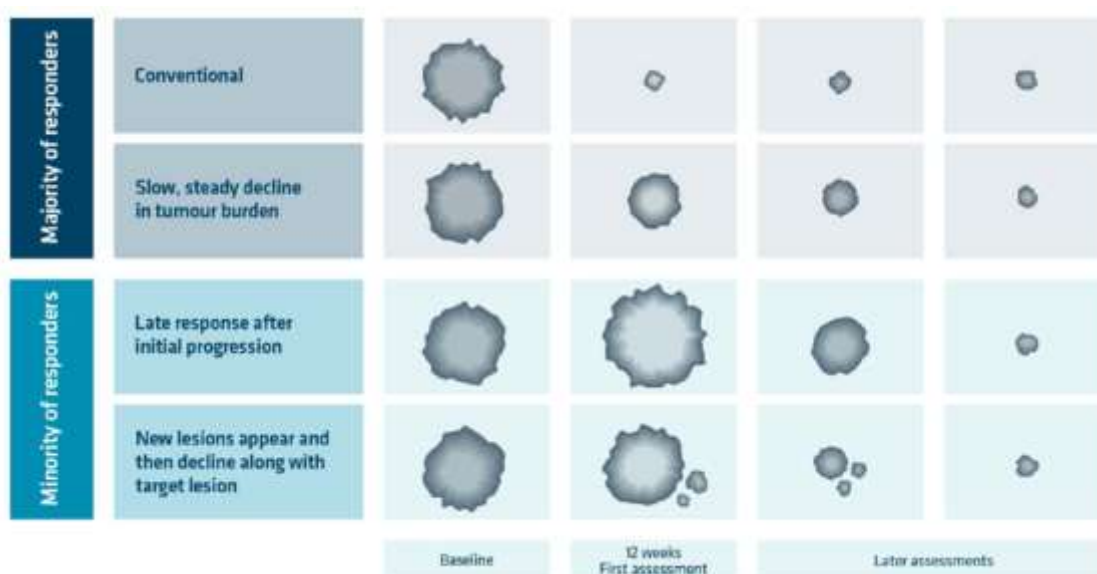 Majority of responders
Conventional
Slow, steady decline
in tumour burden
Minority of responders
Late response after
initial progression
New lesions appear and
then decline along with
target lesion
Baseline
12 weeks
First assessment
Later assessments